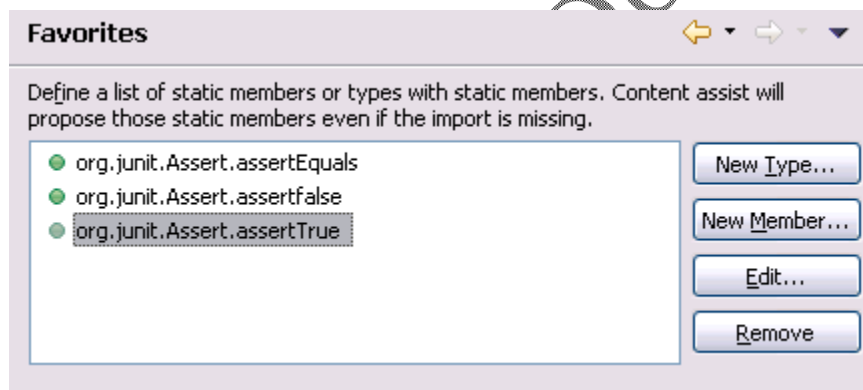 Favorites
Define a list of static members or types with static members. Content assist will
propose those static members even if the import is missing.
org.junit.Assert.assertEquals
org.junit.Assert.assertfalse
org.junit.Assert.assertTrue
New Type...
New Member...
Edit...
Remove